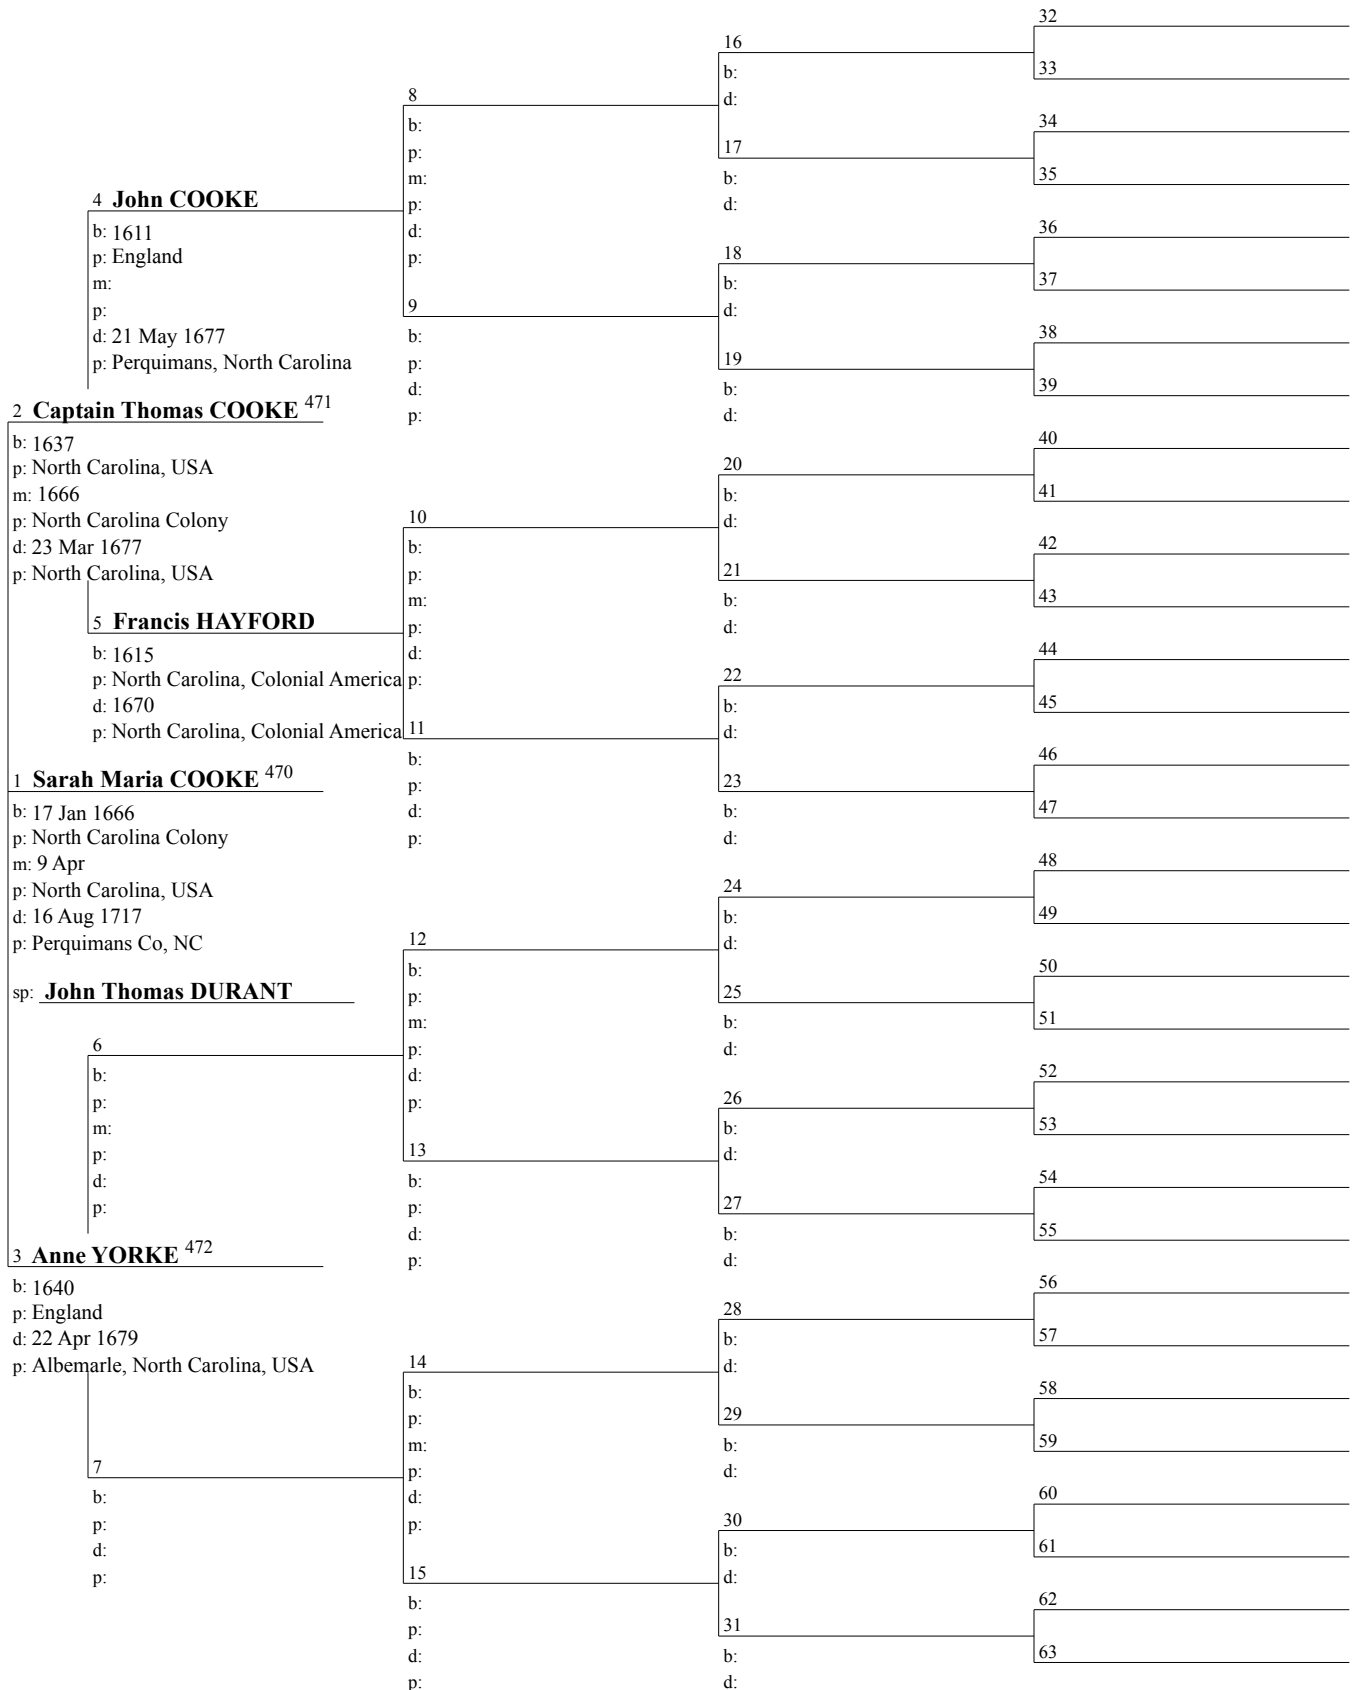 4 John COOKE
b: 1611
p: England
m:
p:
d: 21 May 1677
p: Perquimans, North Carolina
2 Captain Thomas COOKE 471
b: 1637
p: North Carolina, USA
m: 1666
p: North Carolina Colony
d: 23 Mar 1677
p: North Carolina, USA
5 Francis HAYFORD
b: 1615
p: North Carolina, Colonial America
d: 1670
p: North Carolina, Colonial America
1 Sarah Maria COOKE 470
b: 17 Jan 1666
p: North Carolina Colony
m: 9 Apr
p: North Carolina, USA
d: 16 Aug 1717
p: Perquimans Co, NC
sp: John Thomas DURANT
6
b:
p:
m:
p:
d:
p:
3 Anne YORKE 472
b: 1640
p: England
d: 22 Apr 1679
p: Albemarle, North Carolina, USA
7
b:
p:
d:
p:
8
b:
p:
m:
p:
d:
p:
9
b:
p:
d:
p:
10
b:
p:
m:
p:
d:
p:
11
b:
p:
d:
p:
12
b:
p:
m:
p:
d:
p:
13
b:
p:
d:
p:
14
b:
p:
m:
p:
d:
p:
15
b:
p:
d:
p:
16
b:
d:
17
b:
d:
18
b:
d:
19
b:
d:
20
b:
d:
21
b:
d:
22
b:
d:
23
b:
d:
24
b:
d:
25
b:
d:
26
b:
d:
27
b:
d:
28
b:
d:
29
b:
d:
30
b:
d:
31
b:
d:
32
33
34
35
36
37
38
39
40
41
42
43
44
45
46
47
48
49
50
51
52
53
54
55
56
57
58
59
60
61
62
63